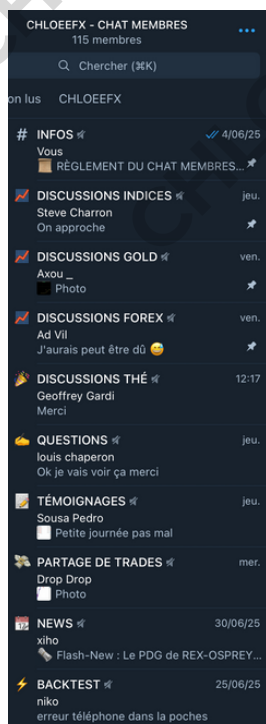 CHLOEEFX - CHAT MEMBRES
115 membres
Chercher (⌘K)
on lus CHLOEEFX
# INFOS 4/06/25
Vous
RÈGLEMENT DU CHAT MEMBRES...
DISCUSSIONS INDICES jeu.
Steve Charron
On approche
DISCUSSIONS GOLD ven.
Axou _
Photo
DISCUSSIONS FOREX ven.
Ad Vil
J'aurais peut être dû 😅
DISCUSSIONS THÉ 12:17
Geoffrey Gardi
Merci
QUESTIONS jeu.
louis chaperon
Ok je vais voir ça merci
TÉMOIGNAGES jeu.
Sousa Pedro
Petite journée pas mal
PARTAGE DE TRADES mer.
Drop Drop
Photo
NEWS 30/06/25
xiho
Flash-New : Le PDG de REX-OSPREY...
BACKTEST 25/06/25
niko
erreur téléphone dans la poches